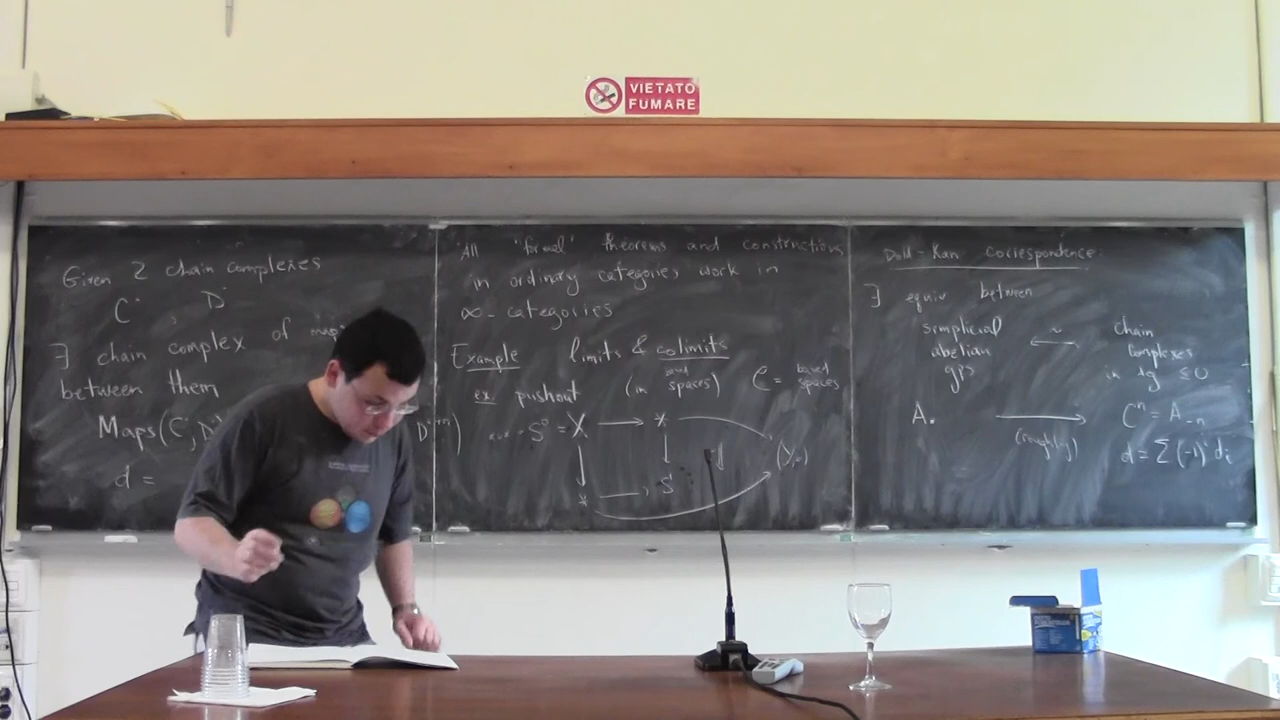 VIETATO
FUMARE
Given 2 chain complexes
C˙ , D˙
∃ chain complex of maps
between them
Maps(C˙, D˙
d =
All "formal" theorems and constructions
in ordinary categories work in
∞-categories
Example limits & colimits
ex. pushout (in based spaces) C = based spaces
S⁰ = X → *
* → S¹
(Y,*)
Dold-Kan correspondence:
∃ equiv between
simplicial abelian gps ← ~ chain complexes in deg ≤ 0
A. → (roughly) Cⁿ = A₋ₙ
d = Σ(-1)ⁱ dᵢ